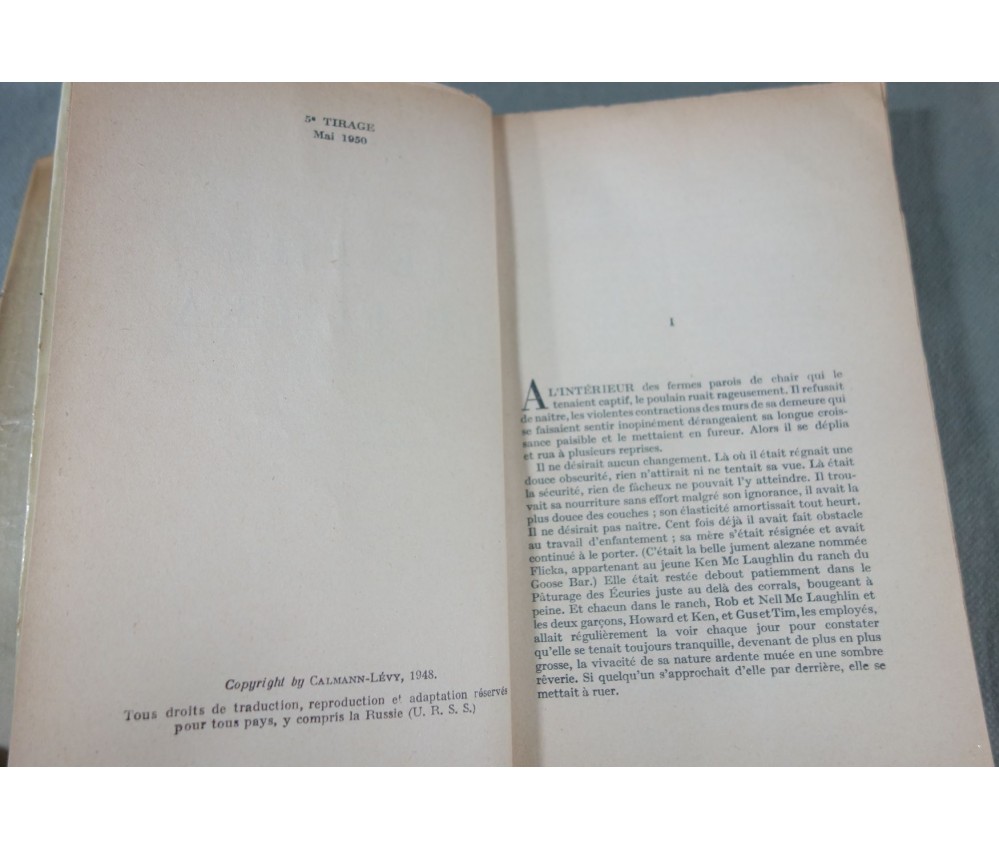 5e TIRAGE
Mai 1950
Copyright by CALMANN-LÉVY, 1948.
Tous droits de traduction, reproduction et adaptation réservés
pour tous pays, y compris la Russie (U. R. S. S.)
I
A L'INTÉRIEUR des fermes parois de chair qui le
tenaient captif, le poulain ruait rageusement. Il refusait
de naître, les violentes contractions des murs de sa demeure qui
se faisaient sentir inopinément dérangeaient sa longue crois-
sance paisible et le mettaient en fureur. Alors il se déplia
et rua à plusieurs reprises.
Il ne désirait aucun changement. Là où il était régnait une
douce obscurité, rien n'attirait ni ne tentait sa vue. Là était
la sécurité, rien de fâcheux ne pouvait l'y atteindre. Il trou-
vait sa nourriture sans effort malgré son ignorance, il avait la
plus douce des couches ; son élasticité amortissait tout heurt.
Il ne désirait pas naître. Cent fois déjà il avait fait obstacle
au travail d'enfantement ; sa mère s'était résignée et avait
continué à le porter. (C'était la belle jument alezane nommée
Flicka, appartenant au jeune Ken Mc Laughlin du ranch du
Goose Bar.) Elle était restée debout patiemment dans le
Pâturage des Écuries juste au delà des corrals, bougeant à
peine. Et chacun dans le ranch, Rob et Nell Mc Laughlin et
les deux garçons, Howard et Ken, et Gus et Tim, les employés,
allait régulièrement la voir chaque jour pour constater
qu'elle se tenait toujours tranquille, devenant de plus en plus
grosse, la vivacité de sa nature ardente muée en une sombre
rêverie. Si quelqu'un s'approchait d'elle par derrière, elle se
mettait à ruer.